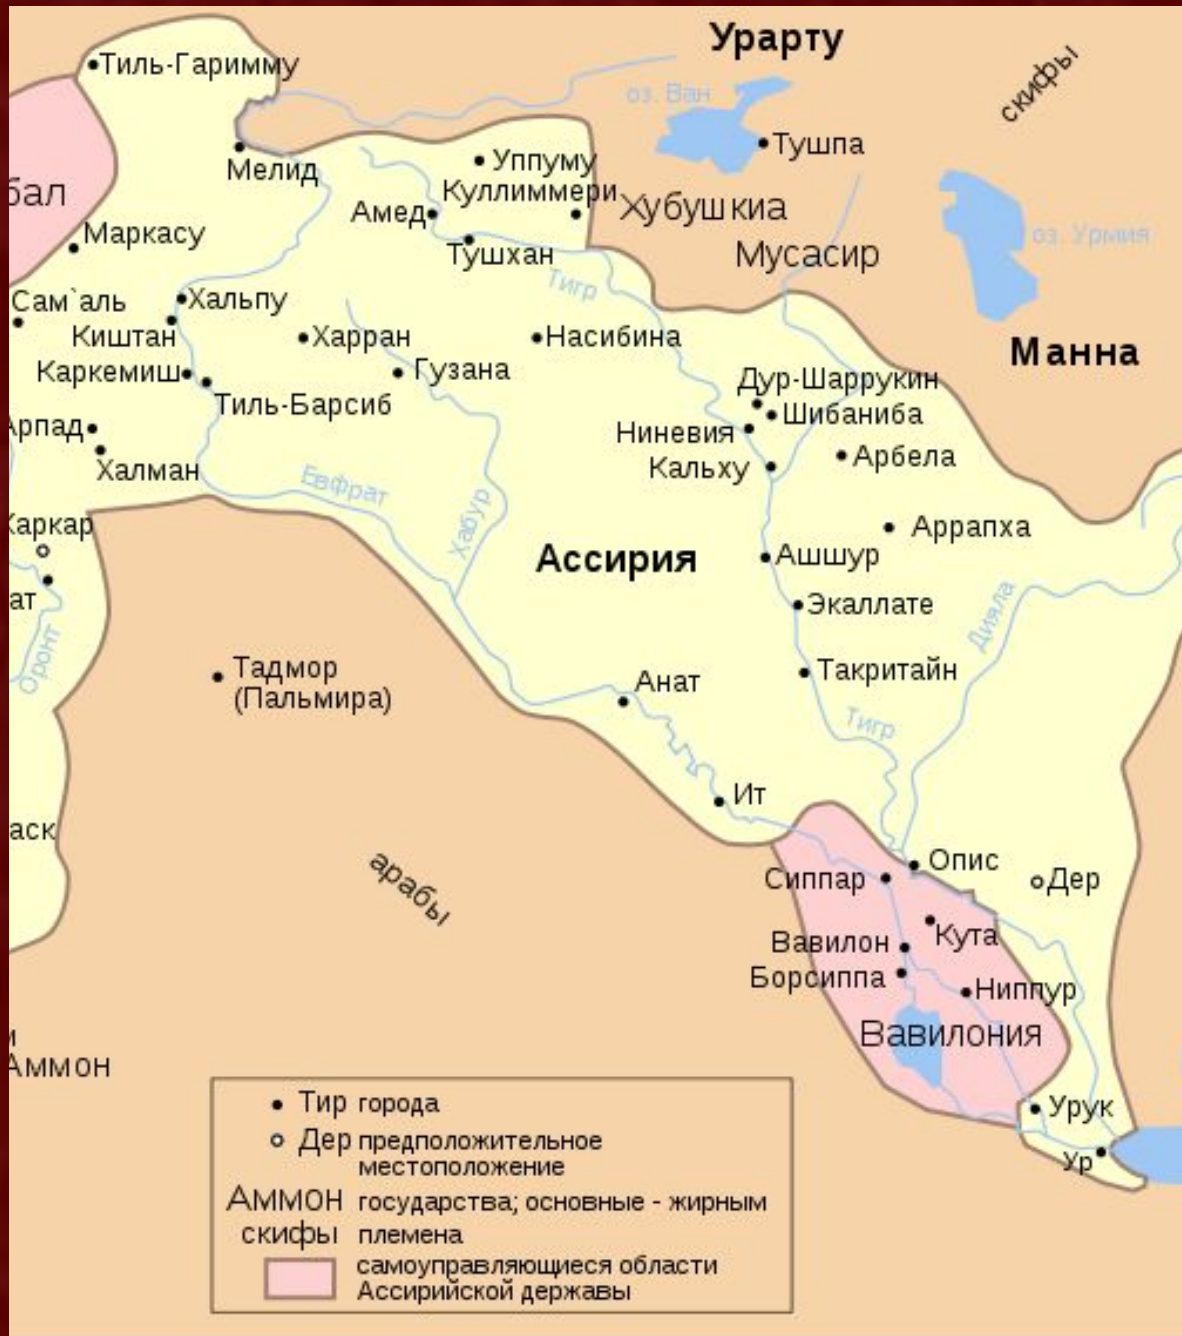 Урарту
скифы
Тиль-Гаримму
оз. Ван
Тушпа
Мелид
Уппуму
Куллиммери
бал
Амед
Хубушкиа
Маркасу
Тушхан
Мусасир
оз. Урмия
Тигр
Сам`аль
Хальпу
Киштан
Харран
Насибина
Манна
Каркемиш
Гузана
Дур-Шаррукин
Тиль-Барсиб
Шибаниба
Арпад
Ниневия
Халман
Кальху
Арбела
Евфрат
Хабур
Каркар
Аррапха
Ассирия
Ашшур
ат
Экаллате
Дияла
Оронт
Тадмор
(Пальмира)
Анат
Такритайн
Тигр
Ит
аск
арабы
Опис
Сиппар
Дер
Кута
Вавилон
Борсиппа
Ниппур
Вавилония
и
Аммон
Урук
Ур
Тир города
Дер предположительное
местоположение
Аммон государства; основные - жирным
скифы племена
самоуправляющиеся области
Ассирийской державы